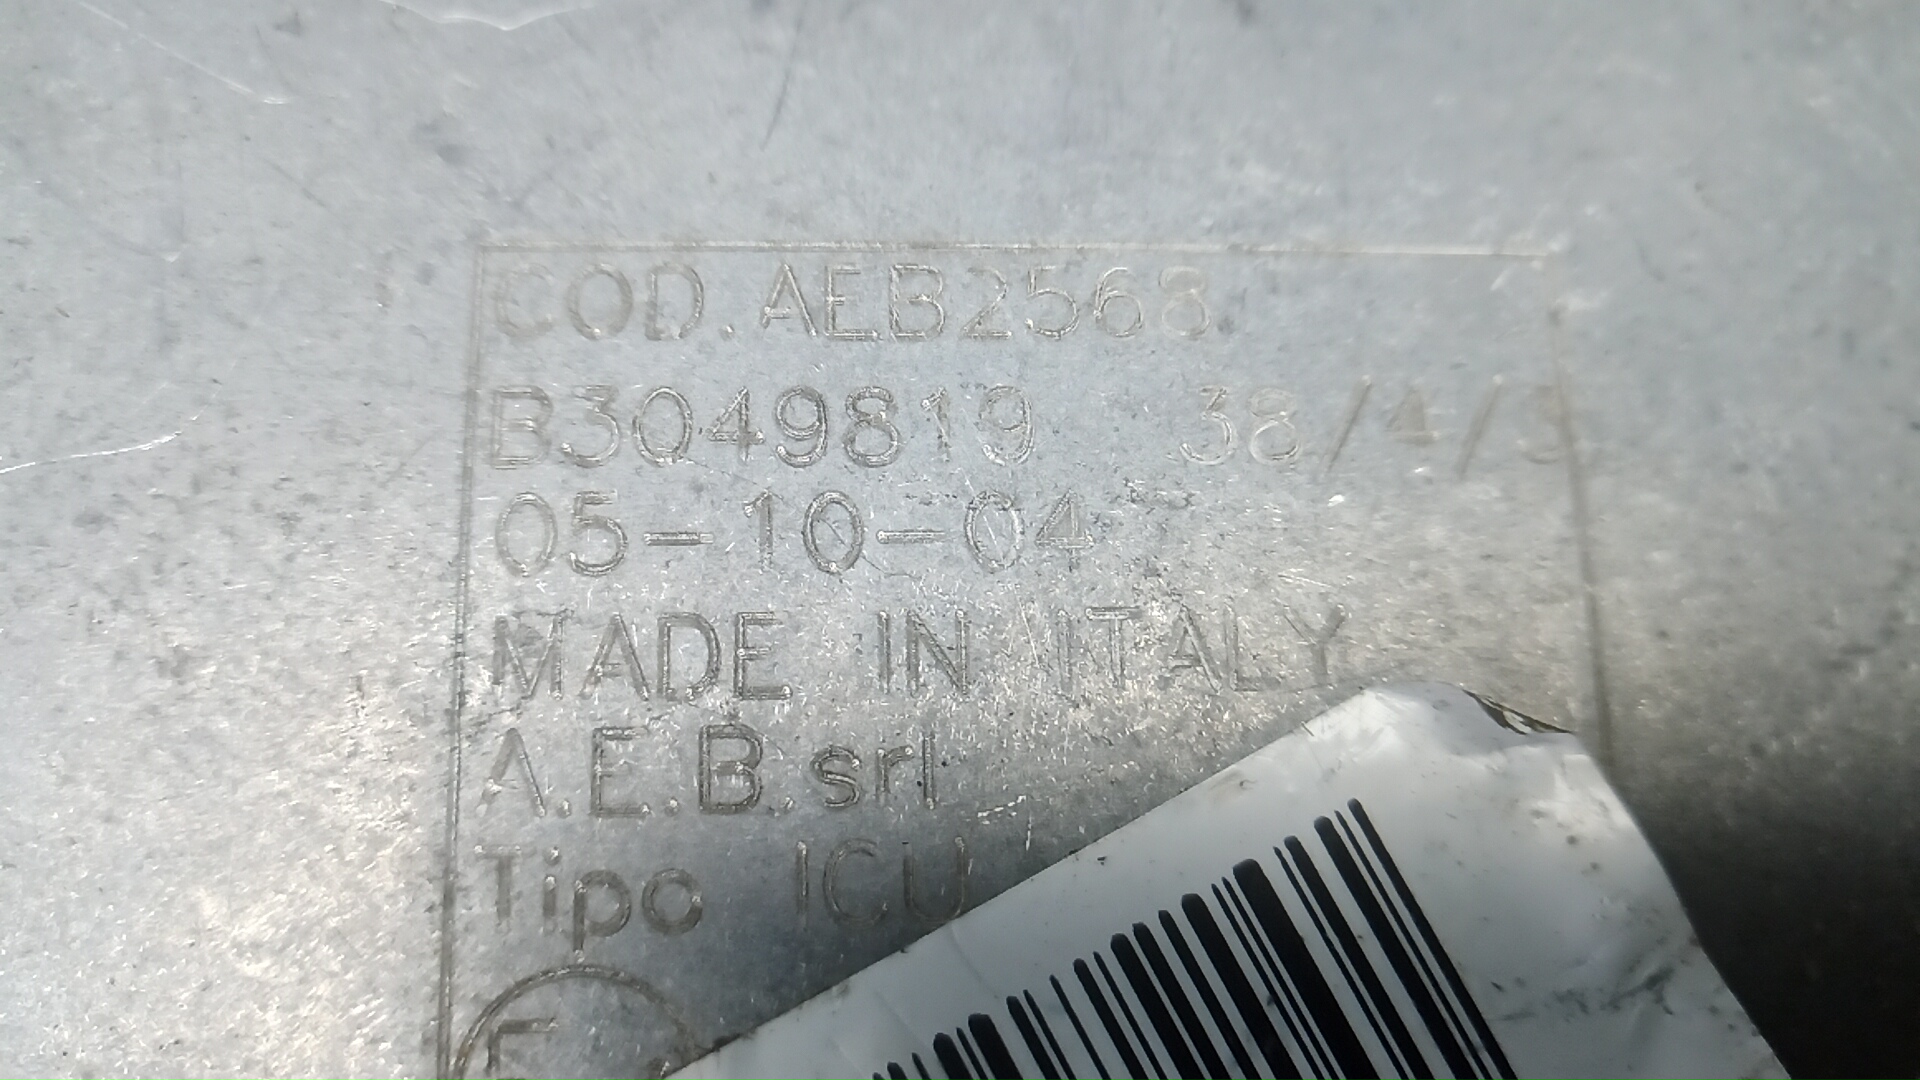 COD.AEB2568
B3049819 38/4/3
05-10-04
MADE IN ITALY
A.E.B.srl
Tipo ICU
E